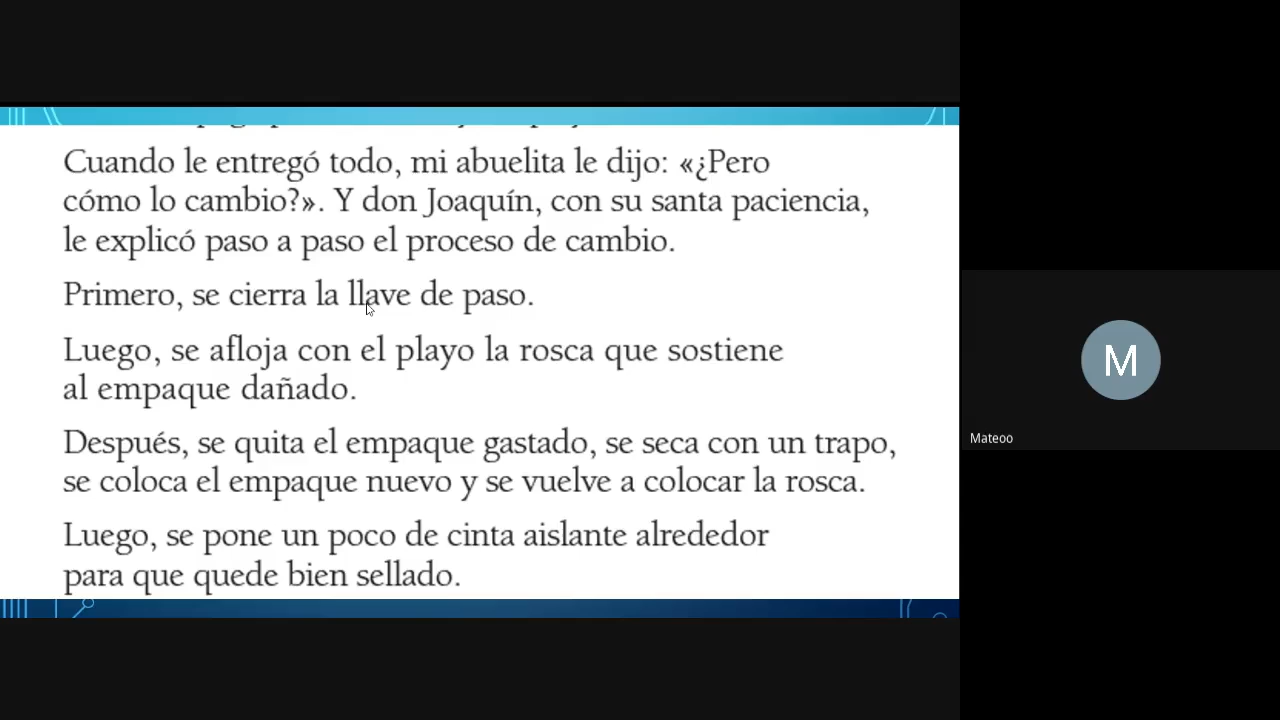 Cuando le entregó todo, mi abuelita le dijo: «¿Pero
cómo lo cambio?». Y don Joaquín, con su santa paciencia,
le explicó paso a paso el proceso de cambio.
Primero, se cierra la llave de paso.
Luego, se afloja con el playo la rosca que sostiene
al empaque dañado.
Después, se quita el empaque gastado, se seca con un trapo,
se coloca el empaque nuevo y se vuelve a colocar la rosca.
Luego, se pone un poco de cinta aislante alrededor
para que quede bien sellado.
M
Mateoo